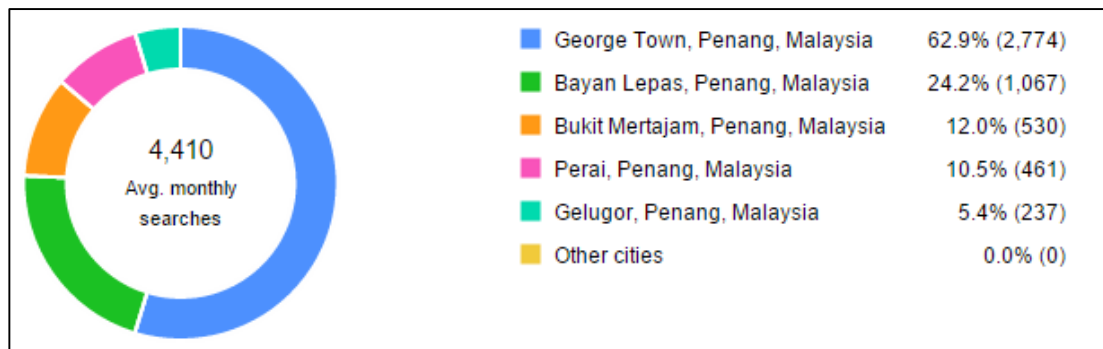 4,410
Avg. monthly
searches
George Town, Penang, Malaysia 62.9% (2,774)
Bayan Lepas, Penang, Malaysia 24.2% (1,067)
Bukit Mertajam, Penang, Malaysia 12.0% (530)
Perai, Penang, Malaysia 10.5% (461)
Gelugor, Penang, Malaysia 5.4% (237)
Other cities 0.0% (0)